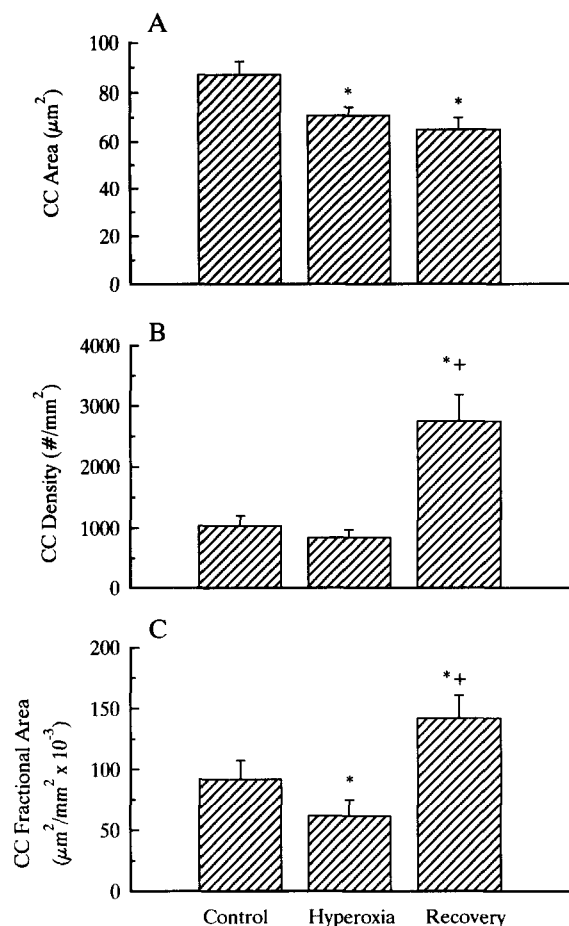 A
CC Area (μm²)
100
80
60
40
20
0
*
*
B
CC Density (#/mm²)
4000
3000
2000
1000
0
* +
C
CC Fractional Area
(μm²/mm² x 10⁻³)
200
150
100
50
0
*
* +
Control Hyperoxia Recovery